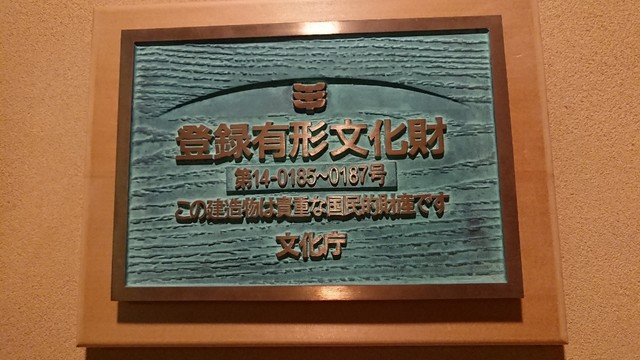 登録有形文化財
第14-0185～0187号
この建造物は貴重な国民的財産です
文化庁